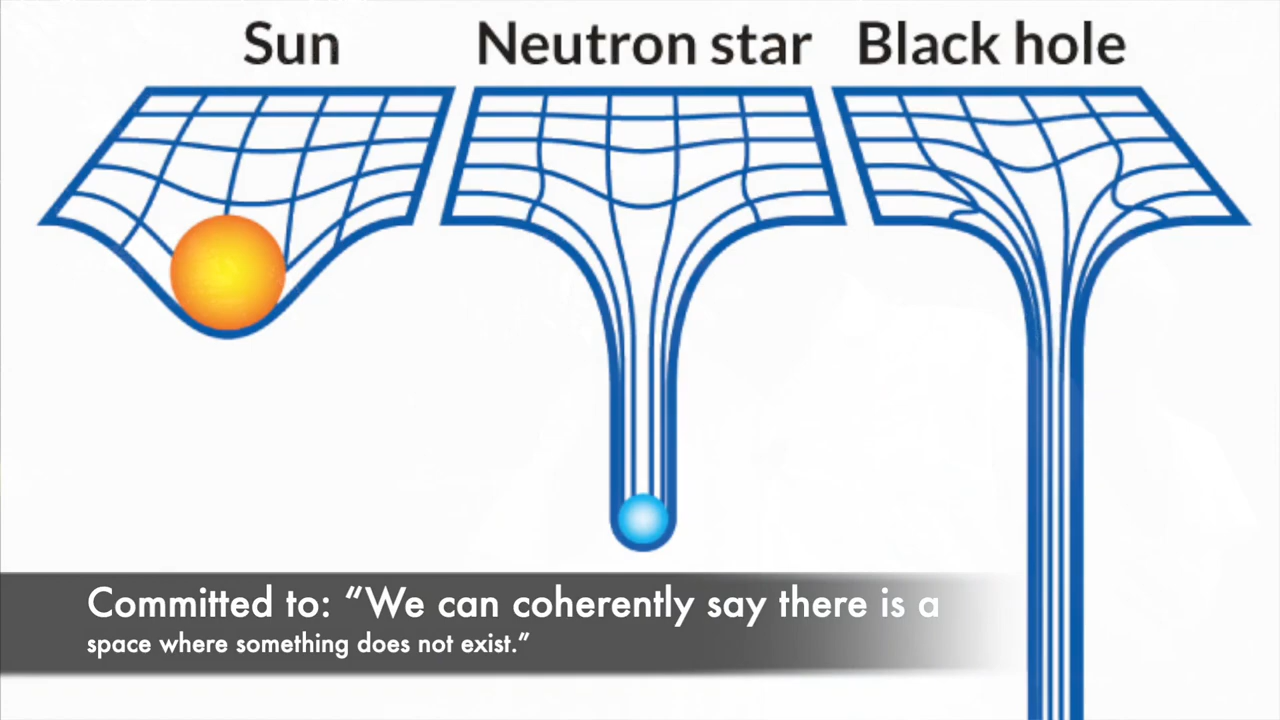 Sun Neutron star Black hole
Committed to: “We can coherently say there is a
space where something does not exist.”